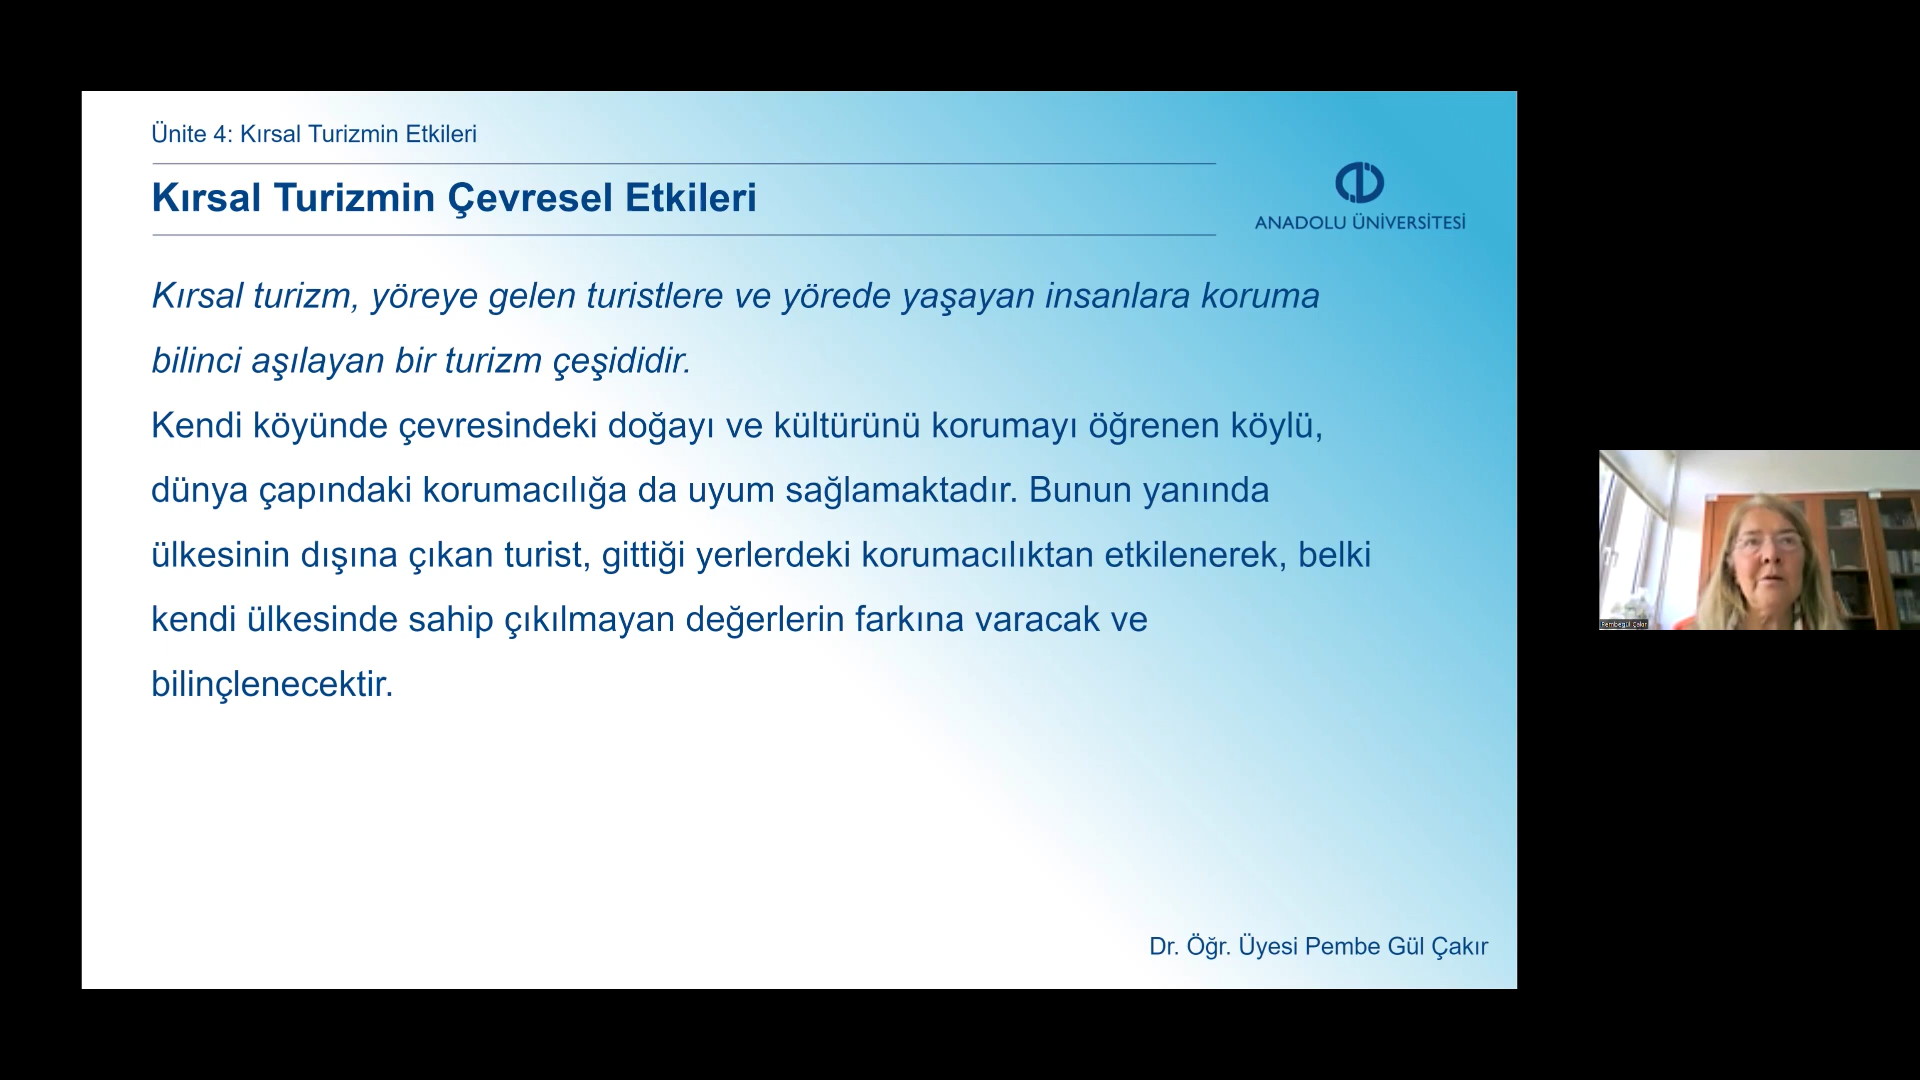 Ünite 4: Kırsal Turizmin Etkileri
Kırsal Turizmin Çevresel Etkileri
ANADOLU ÜNİVERSİTESİ
Kırsal turizm, yöreye gelen turistlere ve yörede yaşayan insanlara koruma
bilinci aşılayan bir turizm çeşididir.
Kendi köyünde çevresindeki doğayı ve kültürünü korumayı öğrenen köylü,
dünya çapındaki korumacılığa da uyum sağlamaktadır. Bunun yanında
ülkesinin dışına çıkan turist, gittiği yerlerdeki korumacılıktan etkilenerek, belki
kendi ülkesinde sahip çıkılmayan değerlerin farkına varacak ve
bilinçlenecektir.
Dr. Öğr. Üyesi Pembe Gül Çakır
Pembegül Çakır